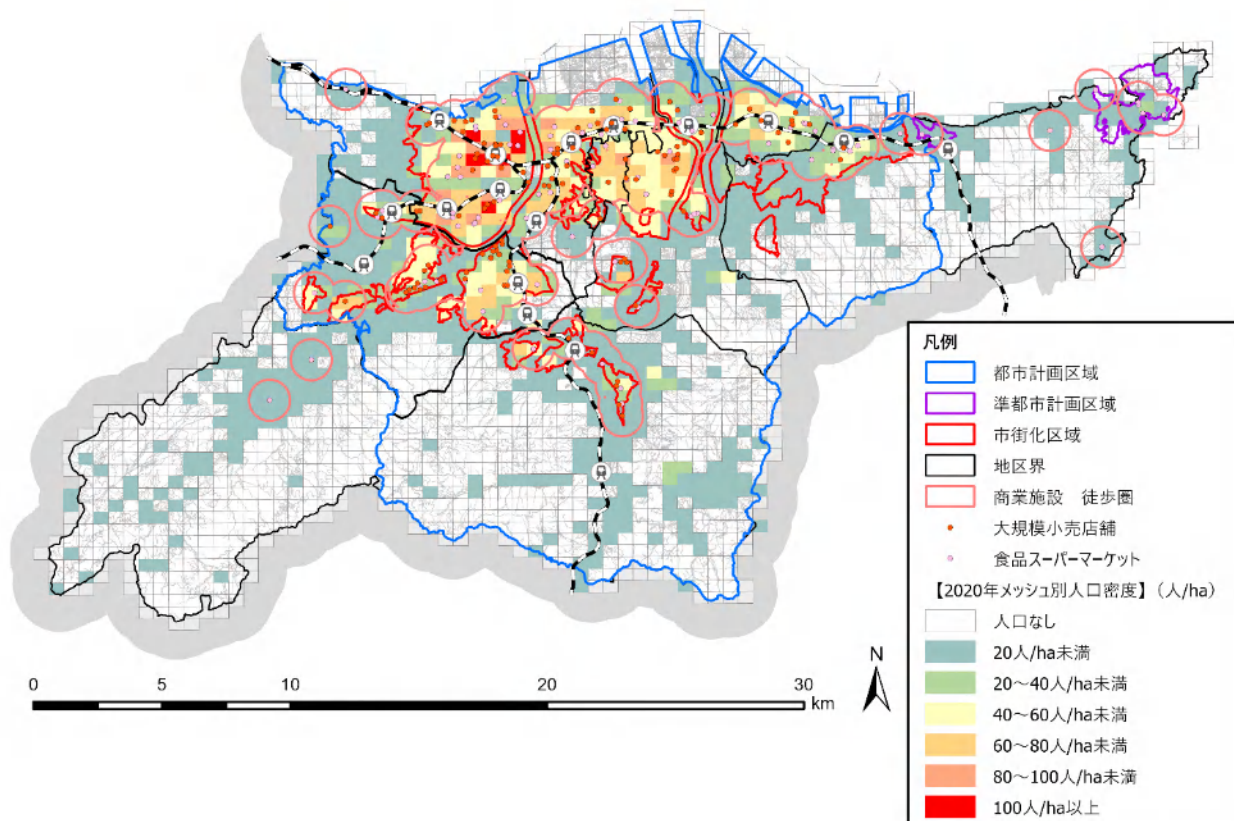 凡例
都市計画区域
準都市計画区域
市街化区域
地区界
商業施設 徒歩圏
大規模小売店舗
食品スーパーマーケット
【2020年メッシュ別人口密度】（人/ha）
人口なし
20人/ha未満
20～40人/ha未満
40～60人/ha未満
60～80人/ha未満
80～100人/ha未満
100人/ha以上
N
0 5 10 20 30
km